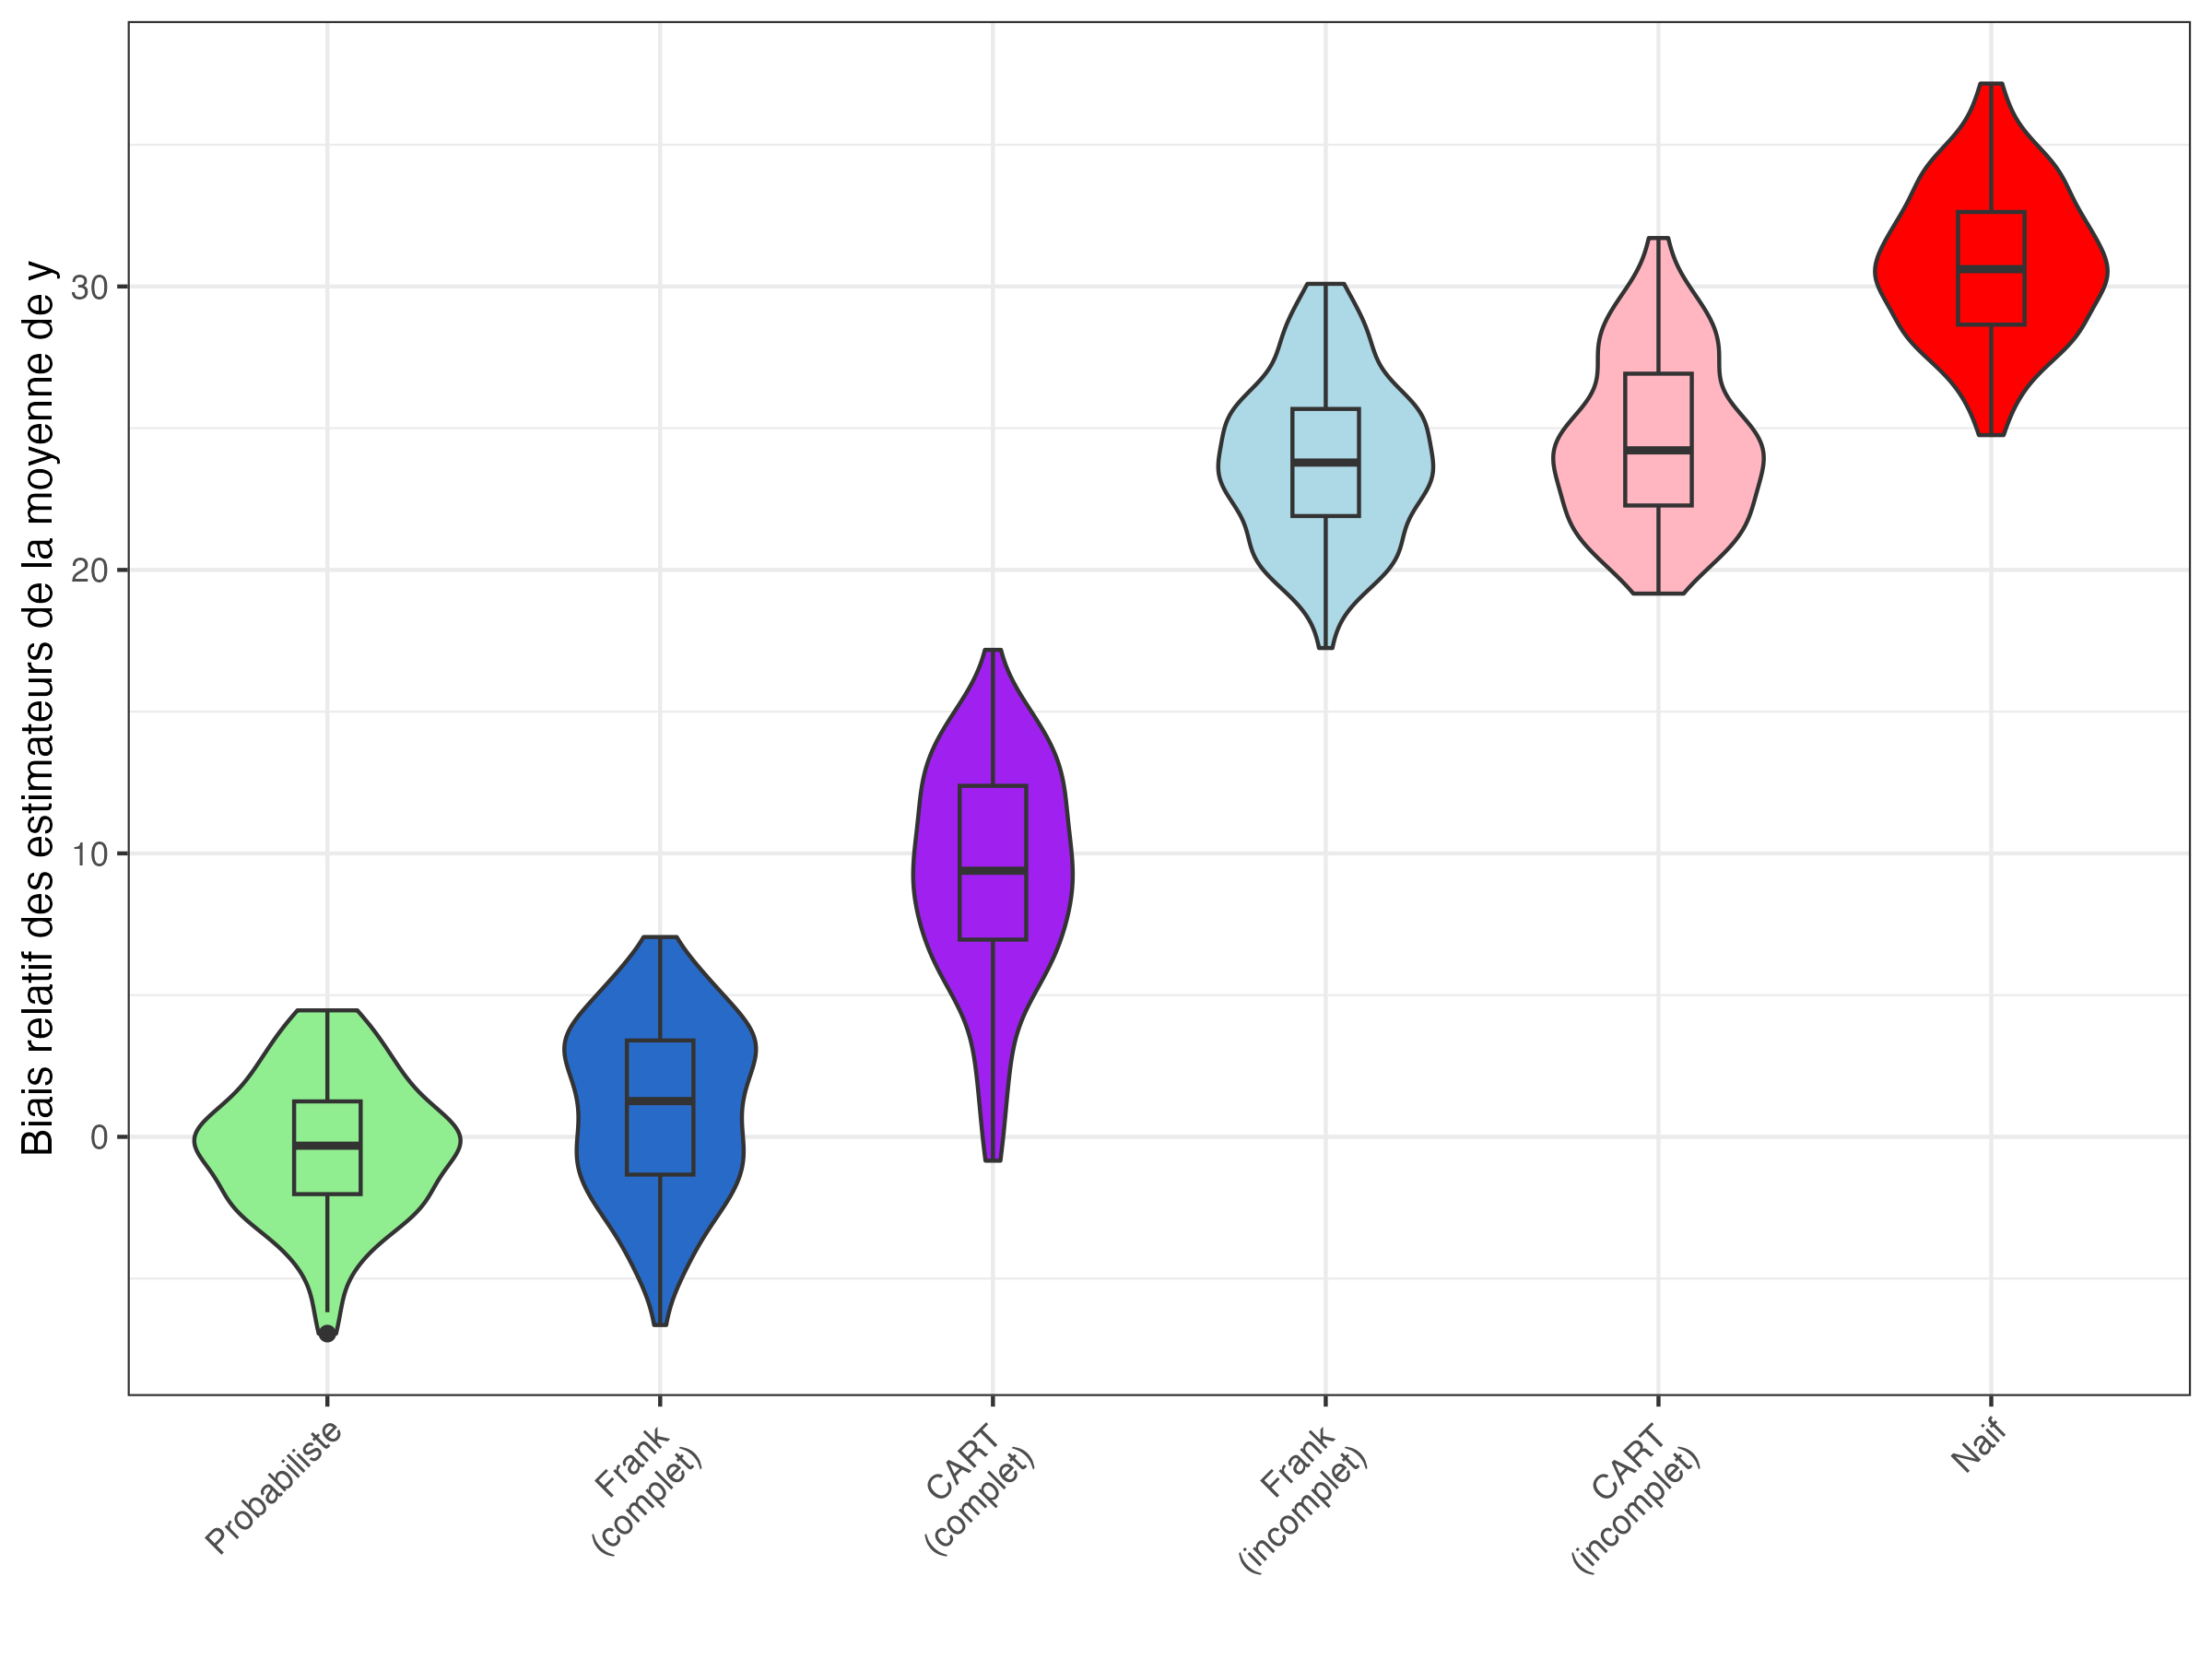 Biais relatif des estimateurs de la moyenne de y
30
20
10
0
Probabiliste
Frank
(complet)
CART
(complet)
Frank
(incomplet)
CART
(incomplet)
Naif